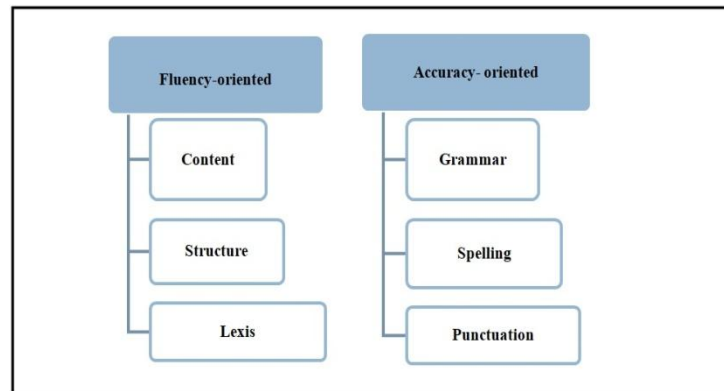 Fluency-oriented
Content
Structure
Lexis
Accuracy- oriented
Grammar
Spelling
Punctuation